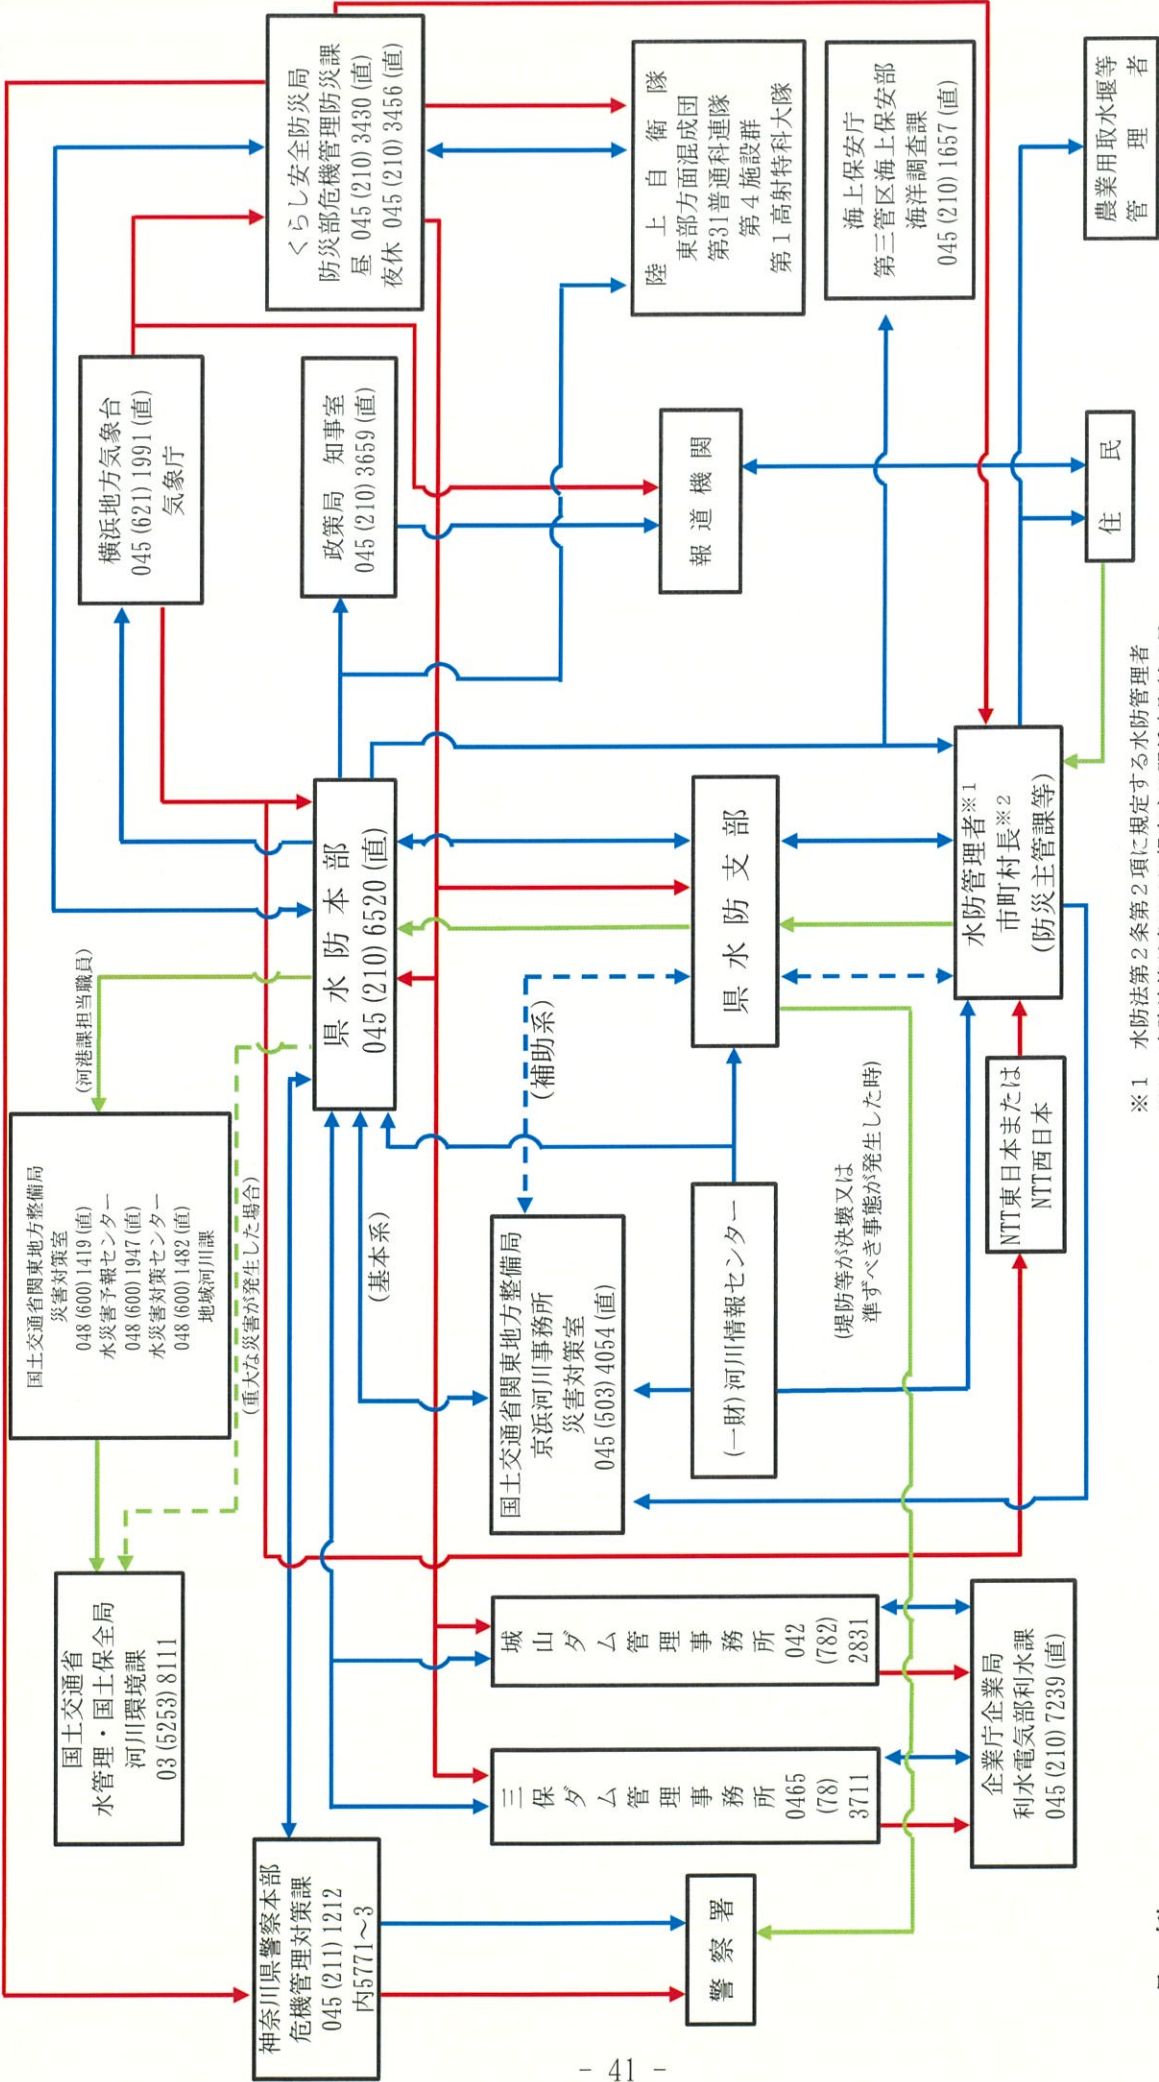 神奈川県警察本部
危機管理対策課
045 (211) 1212
内5771～3
警察署
国土交通省
水管理・国土保全局
河川環境課
03 (5253) 8111
国土交通省関東地方整備局
災害対策室
048 (600) 1419 (直)
水災害予報センター
048 (600) 1947 (直)
水災害対策センター
048 (600) 1482 (直)
地域河川課
(河港課担当職員)
(重大な災害が発生した場合)
三保ダム管理事務所
0465
(78)
3711
城山ダム管理事務所
042
(782)
2831
企業庁企業局
利水電気部利水課
045 (210) 7239 (直)
(基本系)
(補助系)
国土交通省関東地方整備局
京浜河川事務所
災害対策室
045 (503) 4054 (直)
(一財) 河川情報センター
(堤防等が決壊又は
準ずべき事態が発生した時)
NTT東日本または
NTT西日本
県水防本部
045 (210) 6520 (直)
県水防支部
水防管理者※1
市町村長※2
(防災主管課等)
横浜地方気象台
045 (621) 1991 (直)
気象庁
政策局 知事室
045 (210) 3659 (直)
報道機関
住民
くらし安全防災局
防災部危機管理防災課
昼 045 (210) 3430 (直)
夜休 045 (210) 3456 (直)
陸上自衛隊
東部方面混成団
第31普通科連隊
第4施設群
第1高射特科大隊
海上保安庁
第三管区海上保安部
海洋調査課
045 (210) 1657 (直)
農業用取水堰等
管理者
※1 水防法第2条第2項に規定する水防管理者
- 41 -